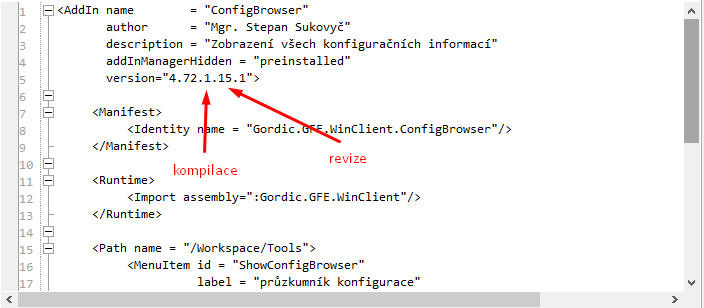 1 <AddIn name = "ConfigBrowser"
2 author = "Mgr. Stepan Sukovyč"
3 description = "Zobrazení všech konfiguračních informací"
4 addInManagerHidden = "preinstalled"
5 version="4.72.1.15.1">
6
7 <Manifest>
8 <Identity name = "Gordic.GFE.WinClient.ConfigBrowser"/>
9 </Manifest>
kompilace
revize
10
11 <Runtime>
12 <Import assembly=":Gordic.GFE.WinClient"/>
13 </Runtime>
14
15 <Path name = "/Workspace/Tools">
16 <MenuItem id = "ShowConfigBrowser"
17 label = "průzkumník konfigurace"